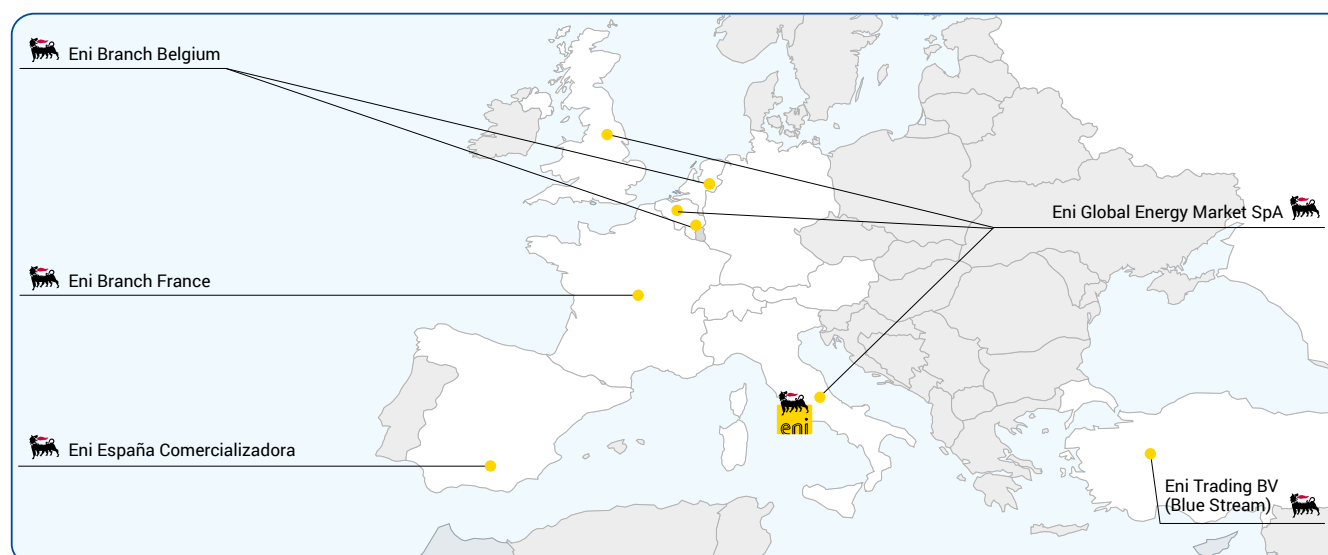 Eni Branch Belgium
Eni Global Energy Market SpA
Eni Branch France
eni
Eni España Comercializadora
Eni Trading BV
(Blue Stream)